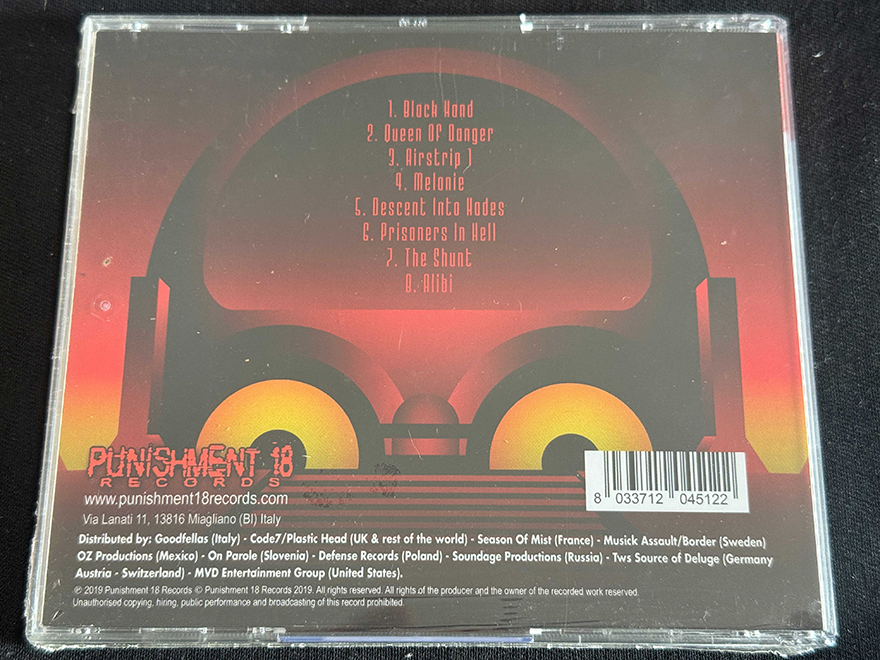 1. Black Hand
2. Queen Of Danger
3. Airstrip 1
4. Melonie
5. Descent Into Hades
6. Prisoners In Hell
7. The Shunt
8. Alibi
PUNISHMENT 18
RECORDS
www.punishment18records.com
Via Lanati 11, 13816 Miagliano (BI) Italy
8 033712 045122
Distributed by: Goodfellas (Italy) - Code7/Plastic Head (UK & rest of the world) - Season Of Mist (France) - Musick Assault/Border (Sweden)
OZ Productions (Mexico) - On Parole (Slovenia) - Defense Records (Poland) - Soundage Productions (Russia) - Tws Source of Deluge (Germany
Austria - Switzerland) - MVD Entertainment Group (United States).
℗ 2019 Punishment 18 Records © Punishment 18 Records 2019. All rights reserved. All rights of the producer and the owner of the recorded work reserved.
Unauthorised copying, hiring, public performance and broadcasting of this record prohibited.